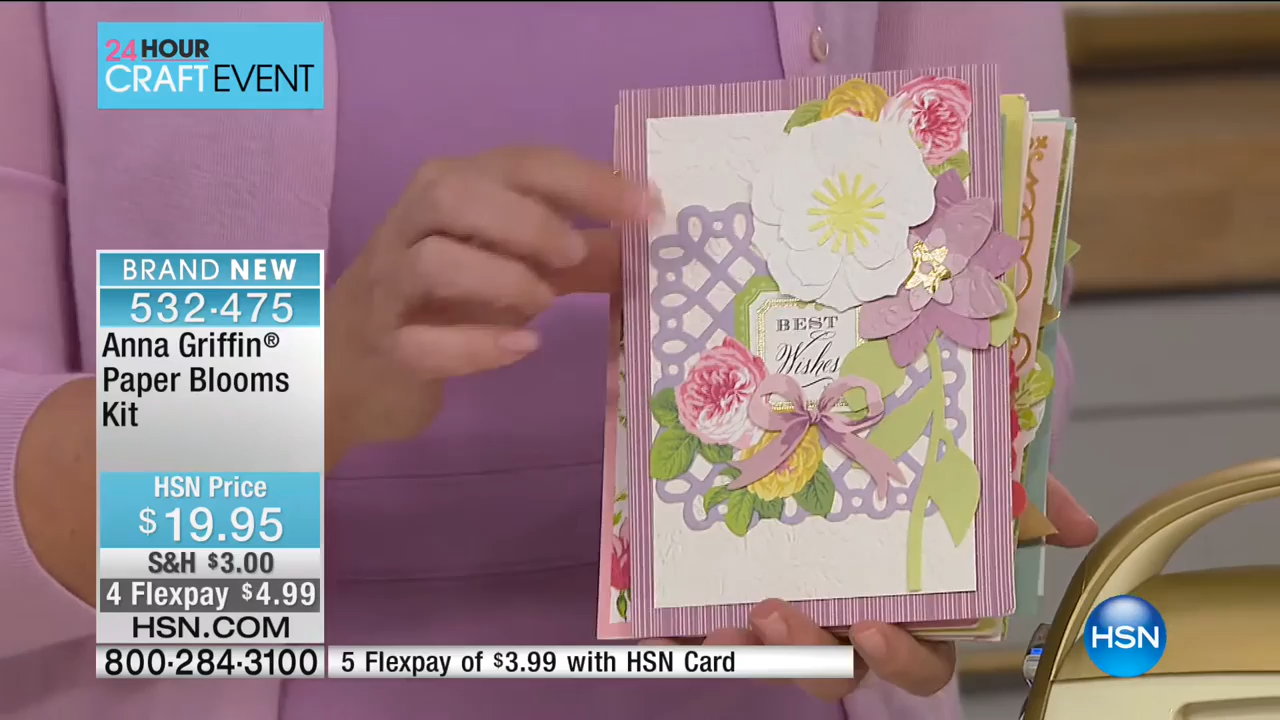 24 HOUR
CRAFT EVENT
BRAND NEW
532-475
Anna Griffin®
Paper Blooms
Kit
HSN Price
$19.95
S&H $3.00
4 Flexpay $4.99
HSN.COM
800-284-3100
5 Flexpay of $3.99 with HSN Card
BEST
Wishes
HSN